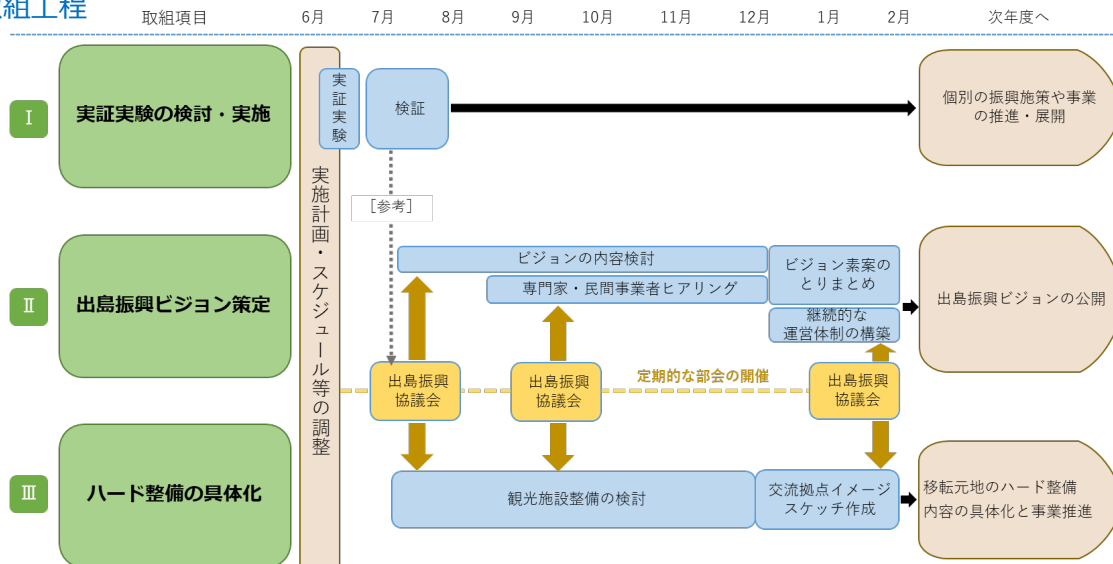 取組工程
取組項目
6月
7月
8月
9月
10月
11月
12月
1月
2月
次年度へ
Ⅰ
実証実験の検討・実施
実証実験
検証
個別の振興施策や事業
の推進・展開
実施計画・スケジュール等の調整
［参考］
Ⅱ
出島振興ビジョン策定
ビジョンの内容検討
専門家・民間事業者ヒアリング
ビジョン素案の
とりまとめ
継続的な
運営体制の構築
出島振興ビジョンの公開
出島振興
協議会
出島振興
協議会
定期的な部会の開催
出島振興
協議会
Ⅲ
ハード整備の具体化
観光施設整備の検討
交流拠点イメージ
スケッチ作成
移転元地のハード整備
内容の具体化と事業推進